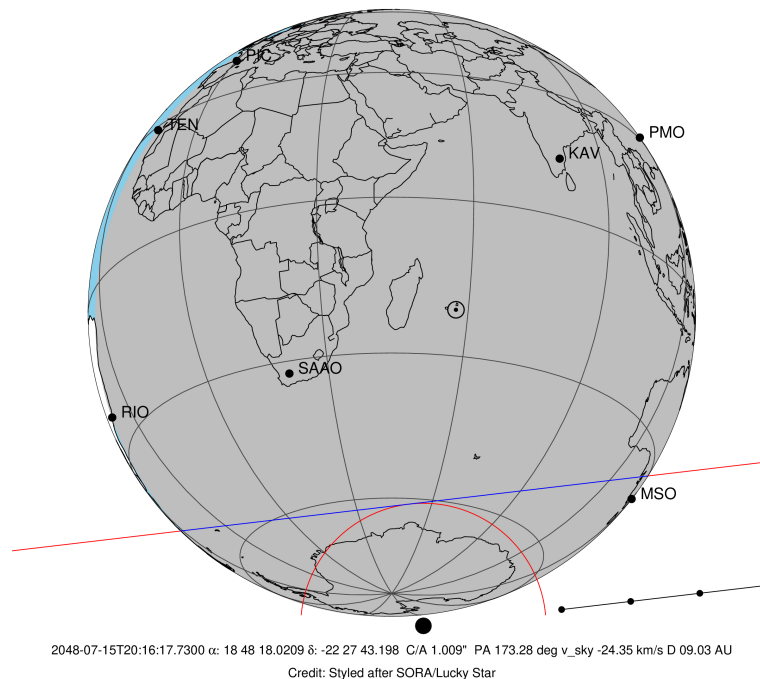 PIC
TEN
PMO
KAV
SAAO
RIO
MSO
2048-07-15T20:16:17.7300 α: 18 48 18.0209 δ: -22 27 43.198 C/A 1.009" PA 173.28 deg v_sky -24.35 km/s D 09.03 AU
Credit: Styled after SORA/Lucky Star